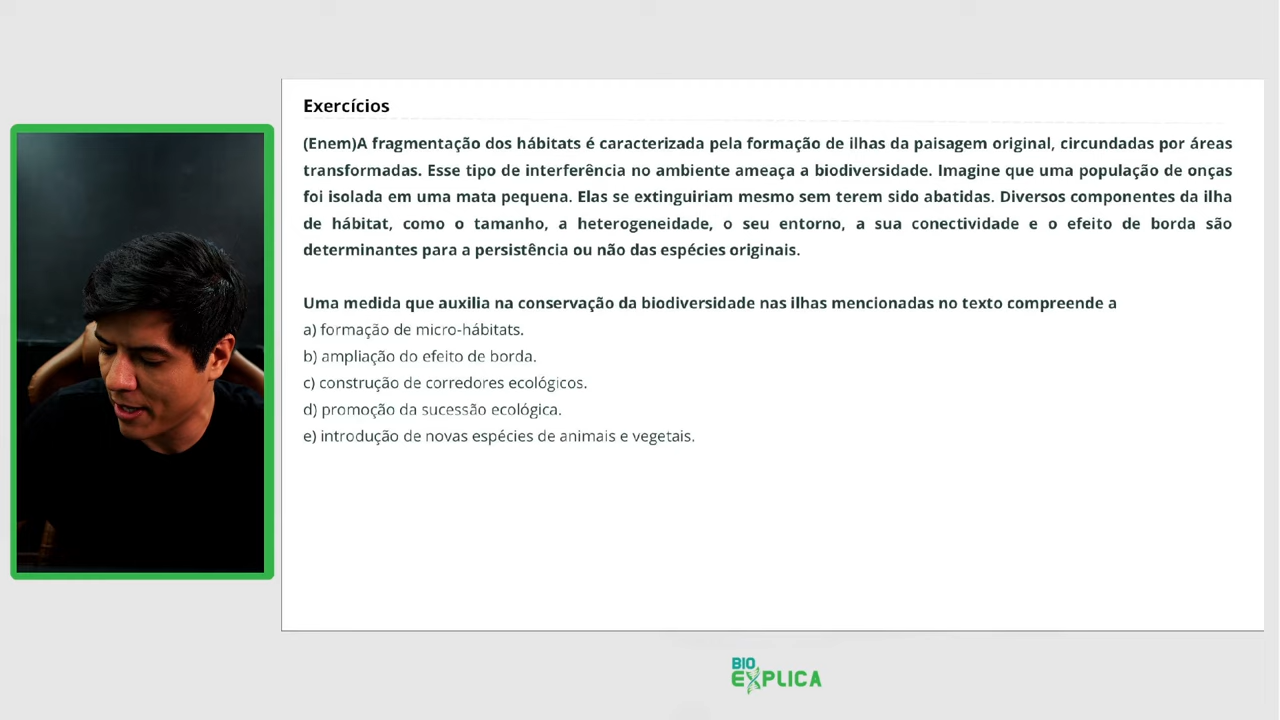 Exercícios
(Enem)A fragmentação dos hábitats é caracterizada pela formação de ilhas da paisagem original, circundadas por áreas
transformadas. Esse tipo de interferência no ambiente ameaça a biodiversidade. Imagine que uma população de onças
foi isolada em uma mata pequena. Elas se extinguiriam mesmo sem terem sido abatidas. Diversos componentes da ilha
de hábitat, como o tamanho, a heterogeneidade, o seu entorno, a sua conectividade e o efeito de borda são
determinantes para a persistência ou não das espécies originais.
Uma medida que auxilia na conservação da biodiversidade nas ilhas mencionadas no texto compreende a
a) formação de micro-hábitats.
b) ampliação do efeito de borda.
c) construção de corredores ecológicos.
d) promoção da sucessão ecológica.
e) introdução de novas espécies de animais e vegetais.
BIO
EXPLICA